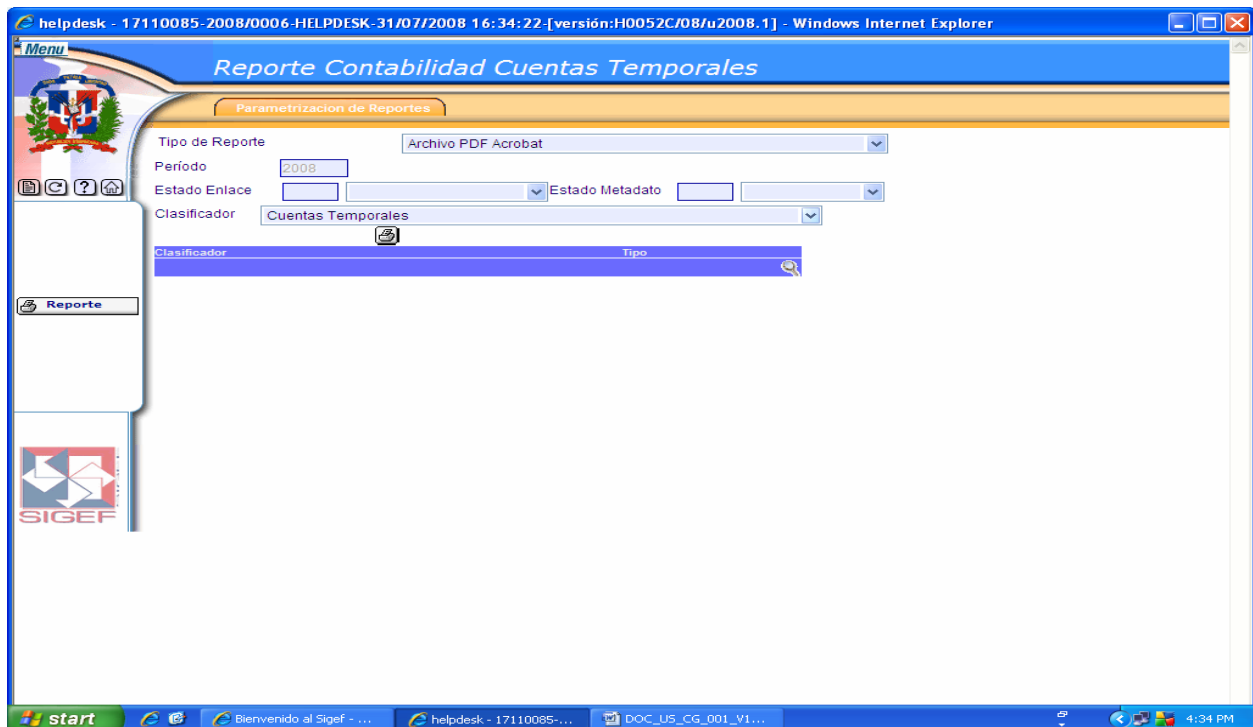 helpdesk - 17110085-2008/0006-HELPDESK-31/07/2008 16:34:22-[versión:H0052C/08/u2008.1] - Windows Internet Explorer
Menu
Reporte Contabilidad Cuentas Temporales
Parametrizacion de Reportes
Tipo de Reporte Archivo PDF Acrobat
Período 2008
Estado Enlace Estado Metadato
Clasificador Cuentas Temporales
Clasificador Tipo
Reporte
SIGEF
start Bienvenido al Sigef - ... helpdesk - 17110085-... DOC_US_CG_001_V1... 4:34 PM